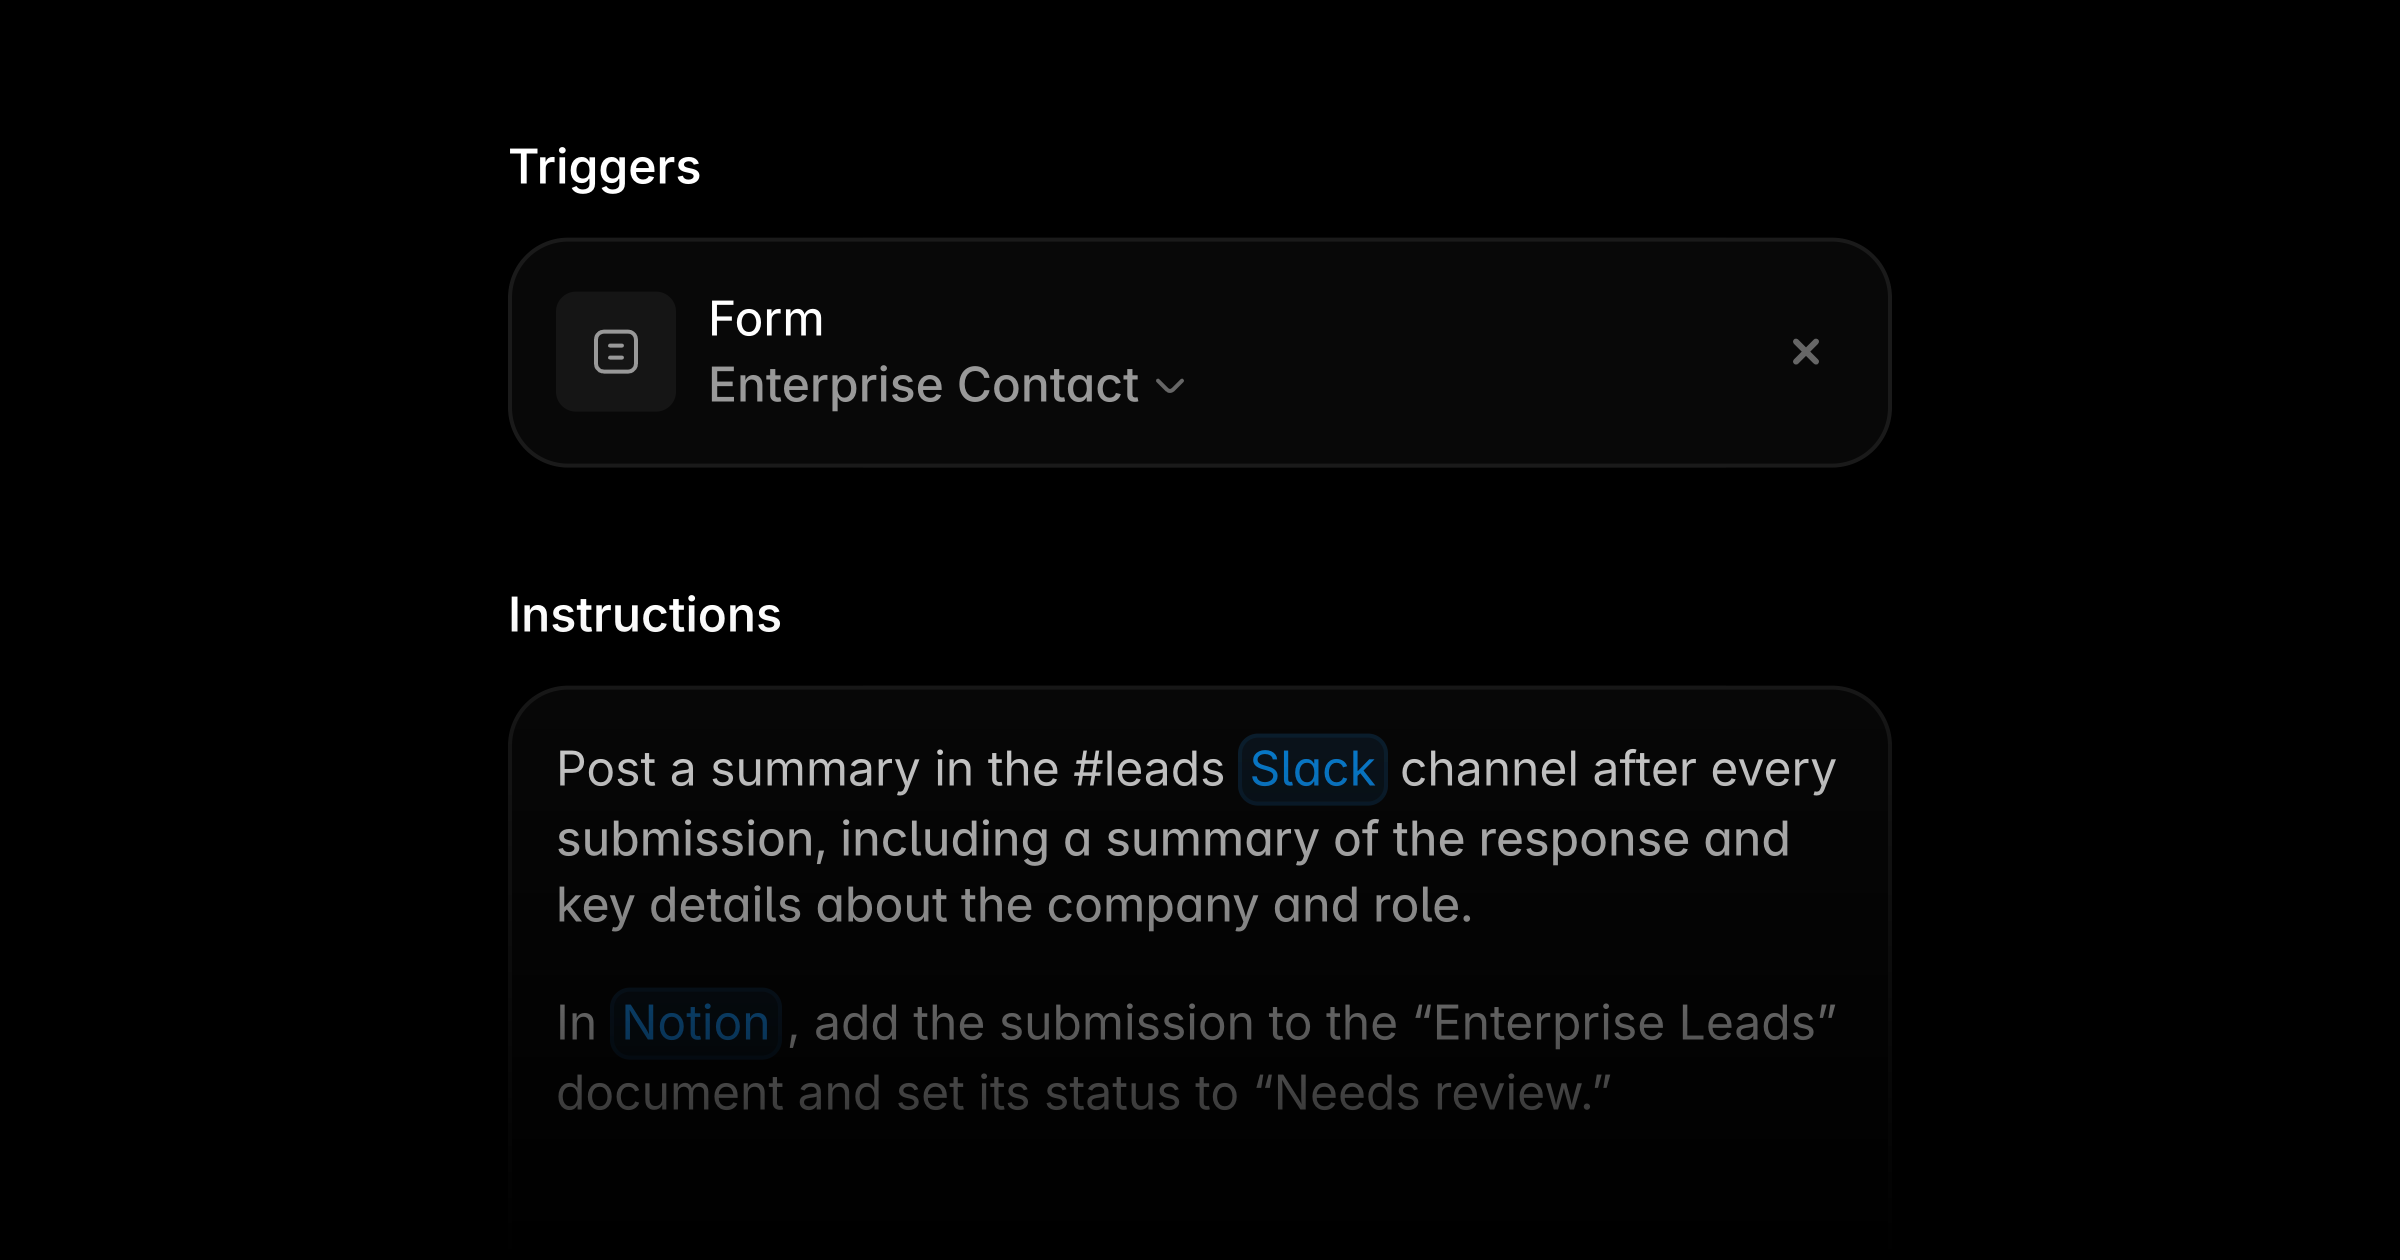 Triggers
Form
Enterprise Contact
Instructions
Post a summary in the #leads Slack channel after every
submission, including a summary of the response and
key details about the company and role.
In Notion, add the submission to the “Enterprise Leads”
document and set its status to “Needs review.”